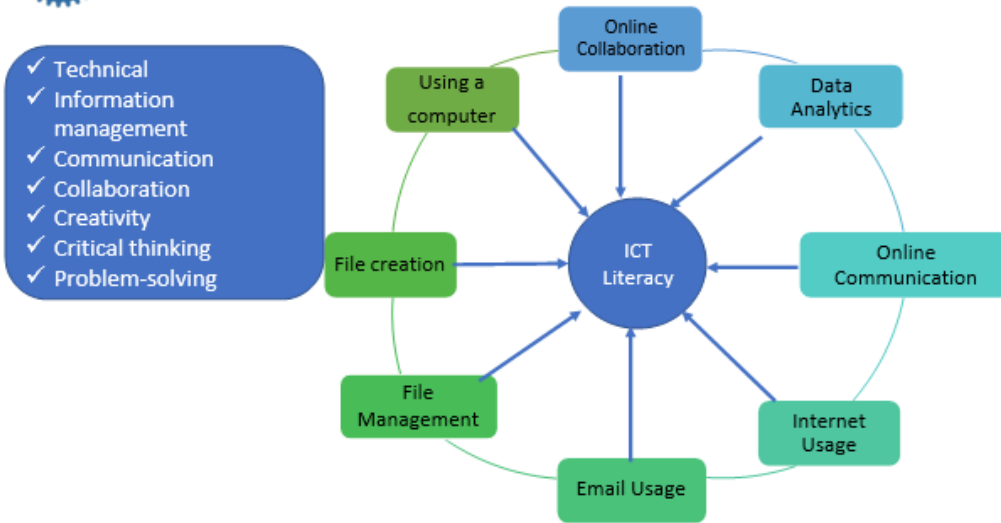 ✓ Technical
✓ Information
management
✓ Communication
✓ Collaboration
✓ Creativity
✓ Critical thinking
✓ Problem-solving
Online
Collaboration
Data
Analytics
Online
Communication
Internet
Usage
Email Usage
File
Management
File creation
Using a
computer
ICT
Literacy